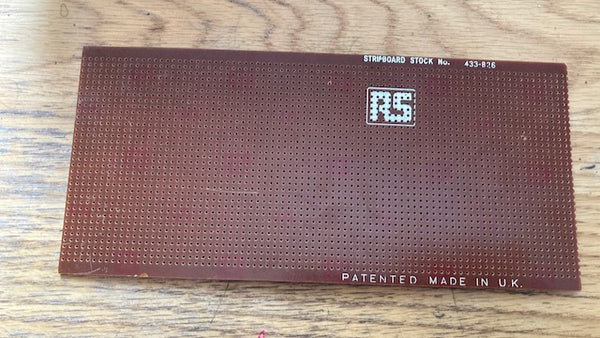 STRIPBOARD STOCK No. 433-826
RS
PATENTED MADE IN U.K.